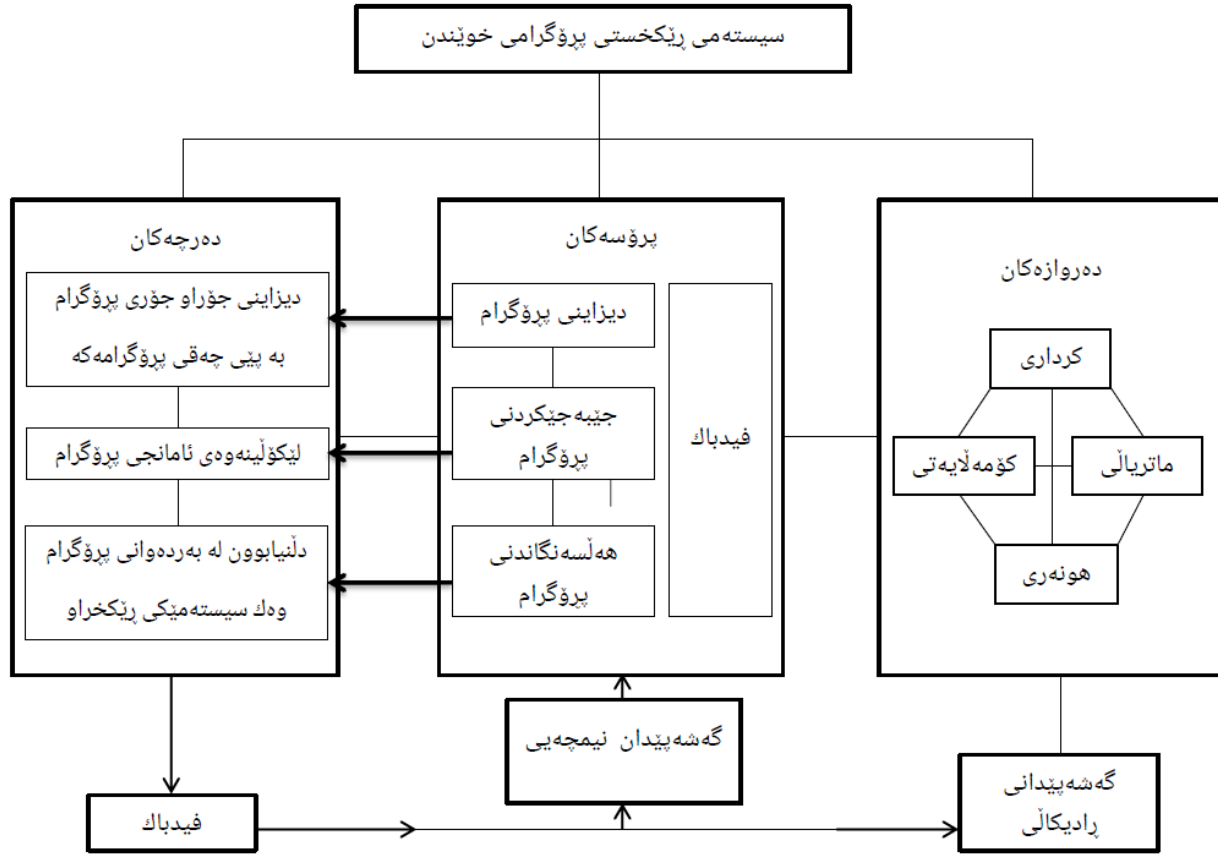 سیستەمی ڕێکخستی پڕۆگرامی خوێندن
دەروازەکان
کرداری
ماتریاڵی
کۆمەڵایەتی
هونەری
پرۆسەکان
فیدباك
دیزاینی پڕۆگرام
جێبەجێکردنی
پڕۆگرام
هەڵسەنگاندنی
پڕۆگرام
دەرچەکان
دیزاینی جۆراو جۆری پڕۆگرام
بە پێی چەقی پڕۆگرامەکە
لێکۆڵینەوەی ئامانجی پڕۆگرام
دڵنیابوون لە بەردەوانی پڕۆگرام
وەك سیستەمێکی ڕێکخراو
گەشەپێدان نیمچەیی
گەشەپێدانی
ڕادیکاڵی
فیدباك